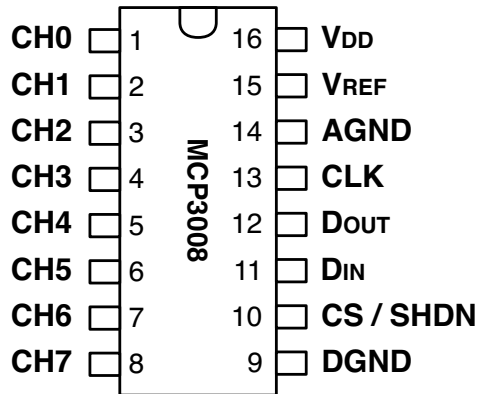 CH0 1 16 VDD
CH1 2 15 VREF
CH2 3 14 AGND
CH3 4 13 CLK
CH4 5 12 DOUT
CH5 6 11 DIN
CH6 7 10 CS / SHDN
CH7 8 9 DGND
MCP3008